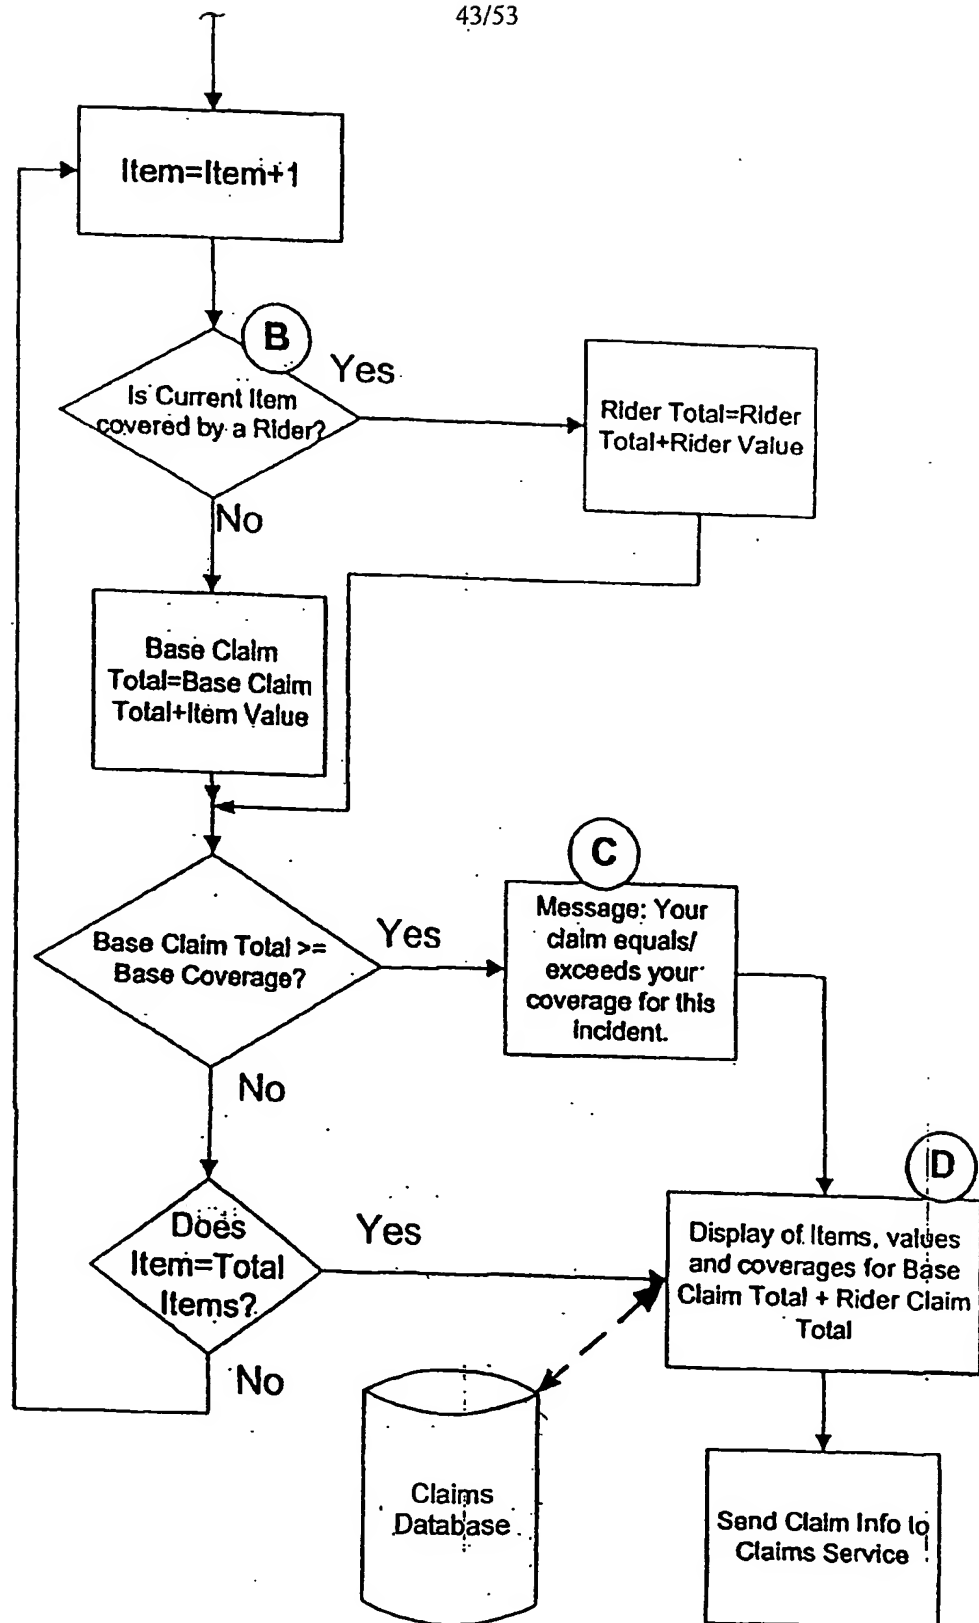 43/53
Item=Item+1
B
Yes
Is Current Item
covered by a Rider?
Rider Total=Rider
Total+Rider Value
No
Base Claim
Total=Base Claim
Total+Item Value
C
Message: Your
claim equals/
exceeds your
coverage for this
incident.
Base Claim Total >=
Base Coverage?
Yes
No
D
Does
Item=Total
Items?
Yes
Display of Items, values
and coverages for Base
Claim Total + Rider Claim
Total
No
Claims
Database
Send Claim Info to
Claims Service